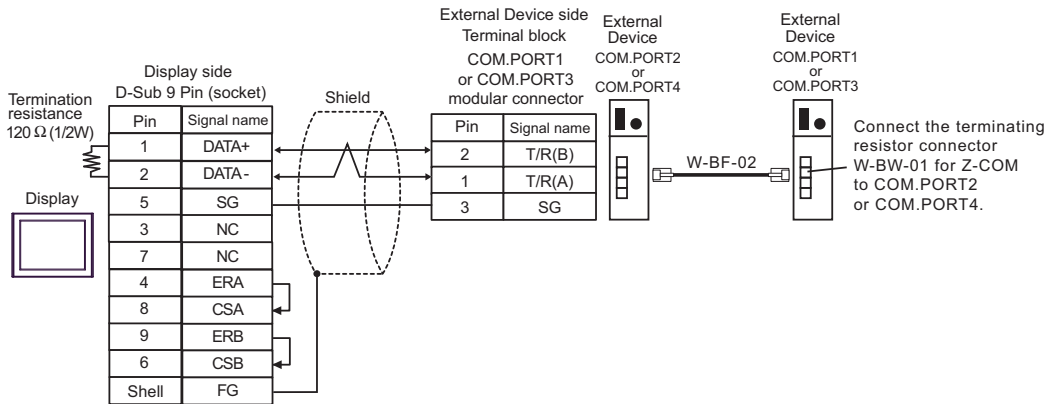 Termination
resistance
120 Ω (1/2W)
Display
Display side
D-Sub 9 Pin (socket)
Pin Signal name
1 DATA+
2 DATA-
5 SG
3 NC
7 NC
4 ERA
8 CSA
9 ERB
6 CSB
Shell FG
Shield
External Device side
Terminal block
COM.PORT1
or COM.PORT3
modular connector
Pin Signal name
2 T/R(B)
1 T/R(A)
3 SG
External
Device
COM.PORT2
or
COM.PORT4
W-BF-02
External
Device
COM.PORT1
or
COM.PORT3
Connect the terminating
resistor connector
W-BW-01 for Z-COM
to COM.PORT2
or COM.PORT4.